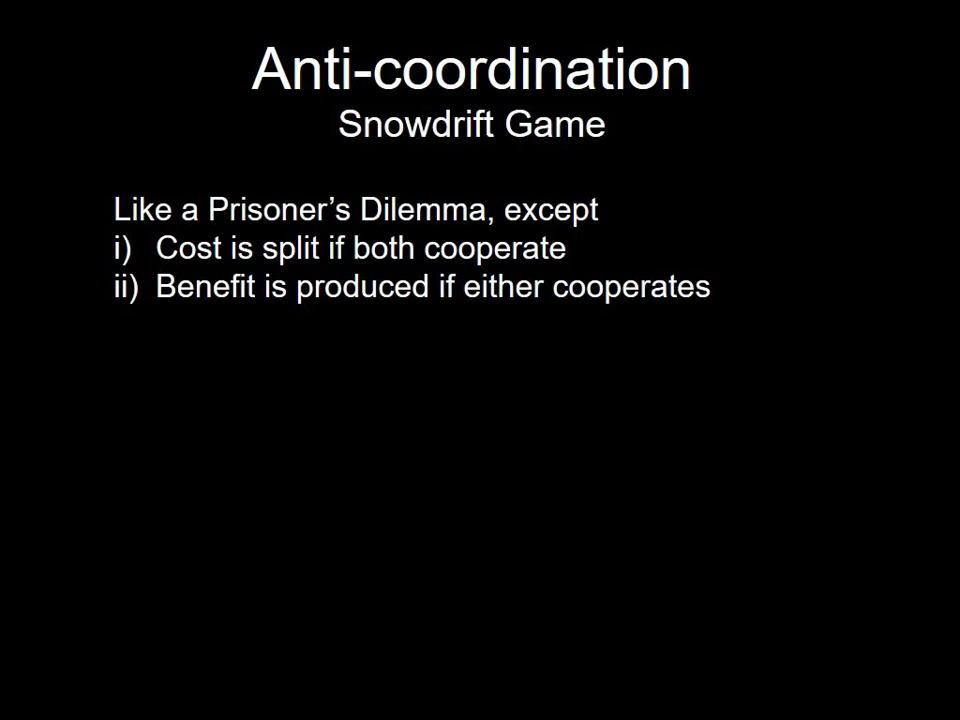 Anti-coordination
Snowdrift Game
Like a Prisoner’s Dilemma, except
i) Cost is split if both cooperate
ii) Benefit is produced if either cooperates